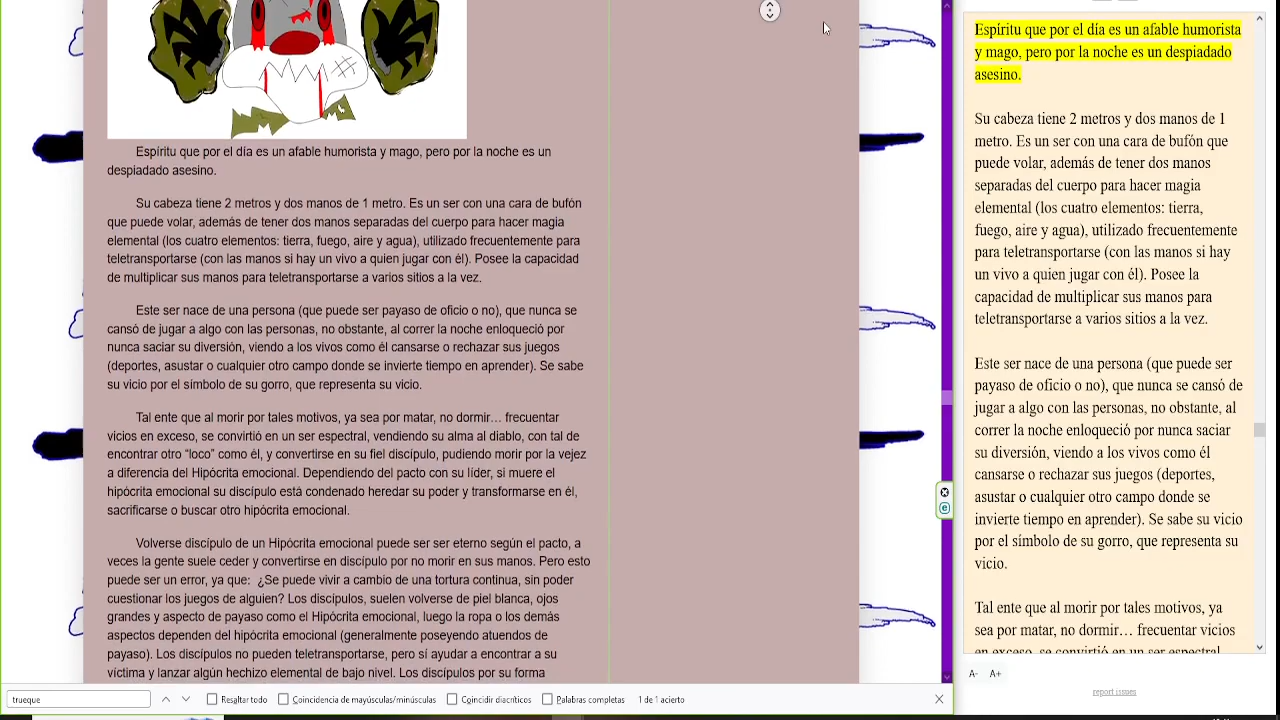 Espíritu que por el día es un afable humorista y mago, pero por la noche es un
despiadado asesino.
Su cabeza tiene 2 metros y dos manos de 1 metro. Es un ser con una cara de bufón
que puede volar, además de tener dos manos separadas del cuerpo para hacer magia
elemental (los cuatro elementos: tierra, fuego, aire y agua), utilizado frecuentemente para
teletransportarse (con las manos si hay un vivo a quien jugar con él). Posee la capacidad
de multiplicar sus manos para teletransportarse a varios sitios a la vez.
Este ser nace de una persona (que puede ser payaso de oficio o no), que nunca se
cansó de jugar a algo con las personas, no obstante, al correr la noche enloqueció por
nunca saciar su diversión, viendo a los vivos como él cansarse o rechazar sus juegos
(deportes, asustar o cualquier otro campo donde se invierte tiempo en aprender). Se sabe
su vicio por el símbolo de su gorro, que representa su vicio.
Tal ente que al morir por tales motivos, ya sea por matar, no dormir… frecuentar
vicios en exceso, se convirtió en un ser espectral, vendiendo su alma al diablo, con tal de
encontrar otro "loco" como él, y convertirse en su fiel discípulo, pudiendo morir por la vejez
a diferencia del Hipócrita emocional. Dependiendo del pacto con su líder, si muere el
hipócrita emocional su discípulo está condenado heredar su poder y transformarse en él,
sacrificarse o buscar otro hipócrita emocional.
Volverse discípulo de un Hipócrita emocional puede ser ser eterno según el pacto, a
veces la gente suele ceder y convertirse en discípulo por no morir en sus manos. Pero esto
puede ser un error, ya que: ¿Se puede vivir a cambio de una tortura continua, sin poder
cuestionar los juegos de alguien? Los discípulos, suelen volverse de piel blanca, ojos
grandes y aspecto de payaso como el Hipócrita emocional, luego la ropa o los demás
aspectos dependen del hipócrita emocional (generalmente poseyendo atuendos de
payaso). Los discípulos no pueden teletransportarse, pero sí ayudar a encontrar a su
víctima y lanzar algún hechizo elemental de bajo nivel. Los discípulos por su forma
trueque
Resaltar todo
Coincidencia de mayúsculas/minúsculas
Coincidir diacríticos
Palabras completas
1 de 1 acierto
Espíritu que por el día es un afable humorista
y mago, pero por la noche es un despiadado
asesino.
Su cabeza tiene 2 metros y dos manos de 1
metro. Es un ser con una cara de bufón que
puede volar, además de tener dos manos
separadas del cuerpo para hacer magia
elemental (los cuatro elementos: tierra,
fuego, aire y agua), utilizado frecuentemente
para teletransportarse (con las manos si hay
un vivo a quien jugar con él). Posee la
capacidad de multiplicar sus manos para
teletransportarse a varios sitios a la vez.
Este ser nace de una persona (que puede ser
payaso de oficio o no), que nunca se cansó de
jugar a algo con las personas, no obstante, al
correr la noche enloqueció por nunca saciar
su diversión, viendo a los vivos como él
cansarse o rechazar sus juegos (deportes,
asustar o cualquier otro campo donde se
invierte tiempo en aprender). Se sabe su vicio
por el símbolo de su gorro, que representa su
vicio.
Tal ente que al morir por tales motivos, ya
sea por matar, no dormir… frecuentar vicios
en exceso, se convirtió en un ser espectral,
A- A+
report issues